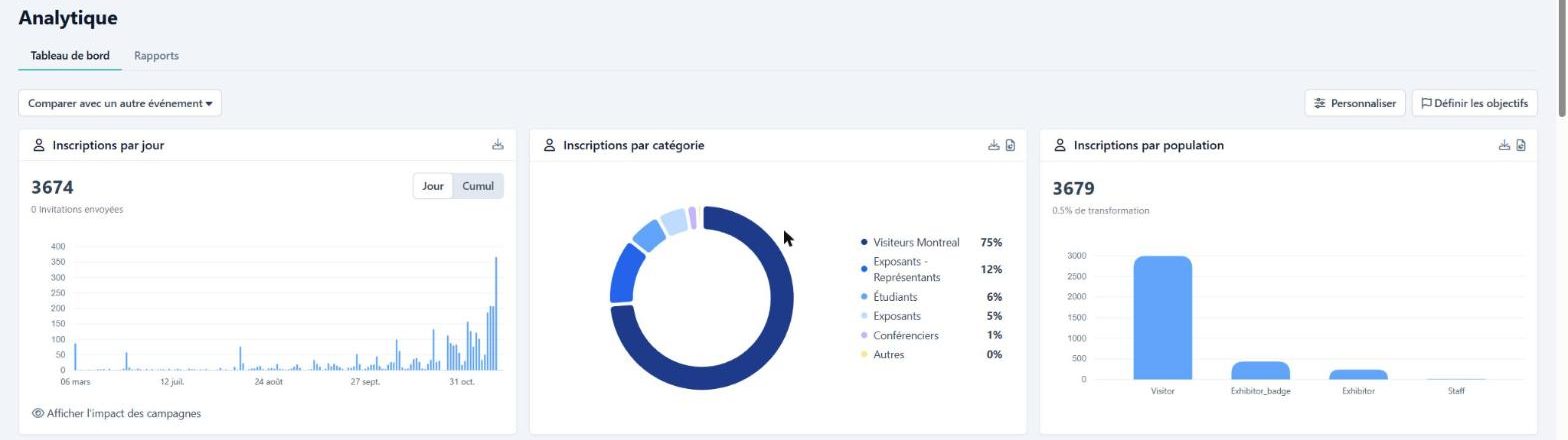 Analytique
Tableau de bord
Rapports
Comparer avec un autre événement
Personnaliser
Définir les objectifs
Inscriptions par jour
3674
0 Invitations envoyées
Jour
Cumul
400
350
300
250
200
150
100
50
0
06 mars
12 juil.
24 août
27 sept.
31 oct.
Afficher l'impact des campagnes
Inscriptions par catégorie
Visiteurs Montreal 75%
Exposants -
Représentants 12%
Étudiants 6%
Exposants 5%
Conférenciers 1%
Autres 0%
Inscriptions par population
3679
0.5% de transformation
3000
2500
2000
1500
1000
500
0
Visitor
Exhibitor_badge
Exhibitor
Staff